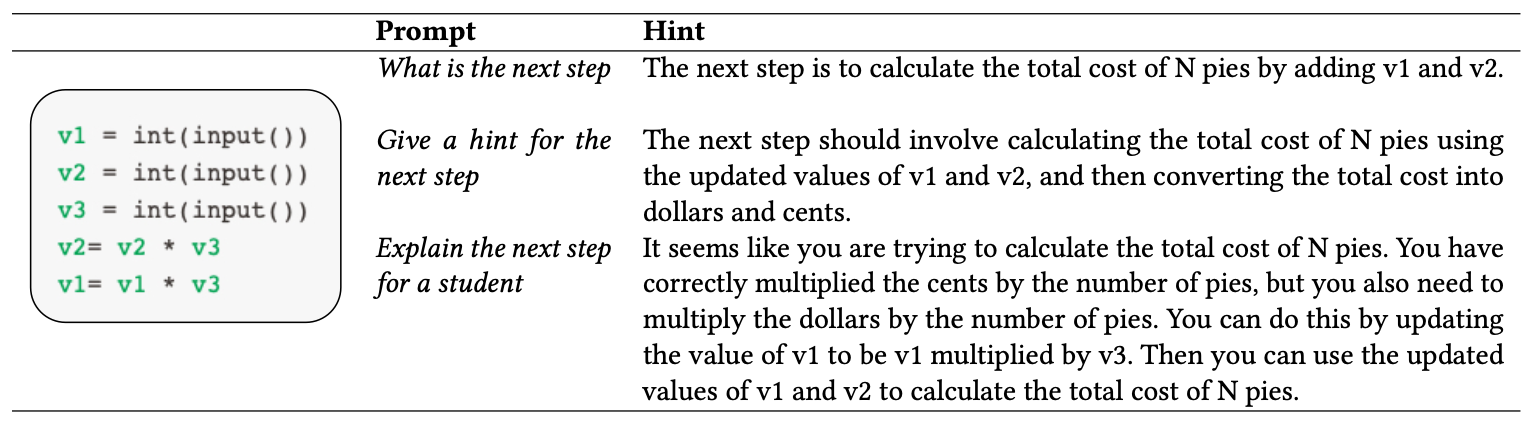 Prompt Hint
What is the next step The next step is to calculate the total cost of N pies by adding v1 and v2.
v1 = int(input())
v2 = int(input())
v3 = int(input())
v2= v2 * v3
v1= v1 * v3
Give a hint for the
next step
The next step should involve calculating the total cost of N pies using
the updated values of v1 and v2, and then converting the total cost into
dollars and cents.
Explain the next step
for a student
It seems like you are trying to calculate the total cost of N pies. You have
correctly multiplied the cents by the number of pies, but you also need to
multiply the dollars by the number of pies. You can do this by updating
the value of v1 to be v1 multiplied by v3. Then you can use the updated
values of v1 and v2 to calculate the total cost of N pies.